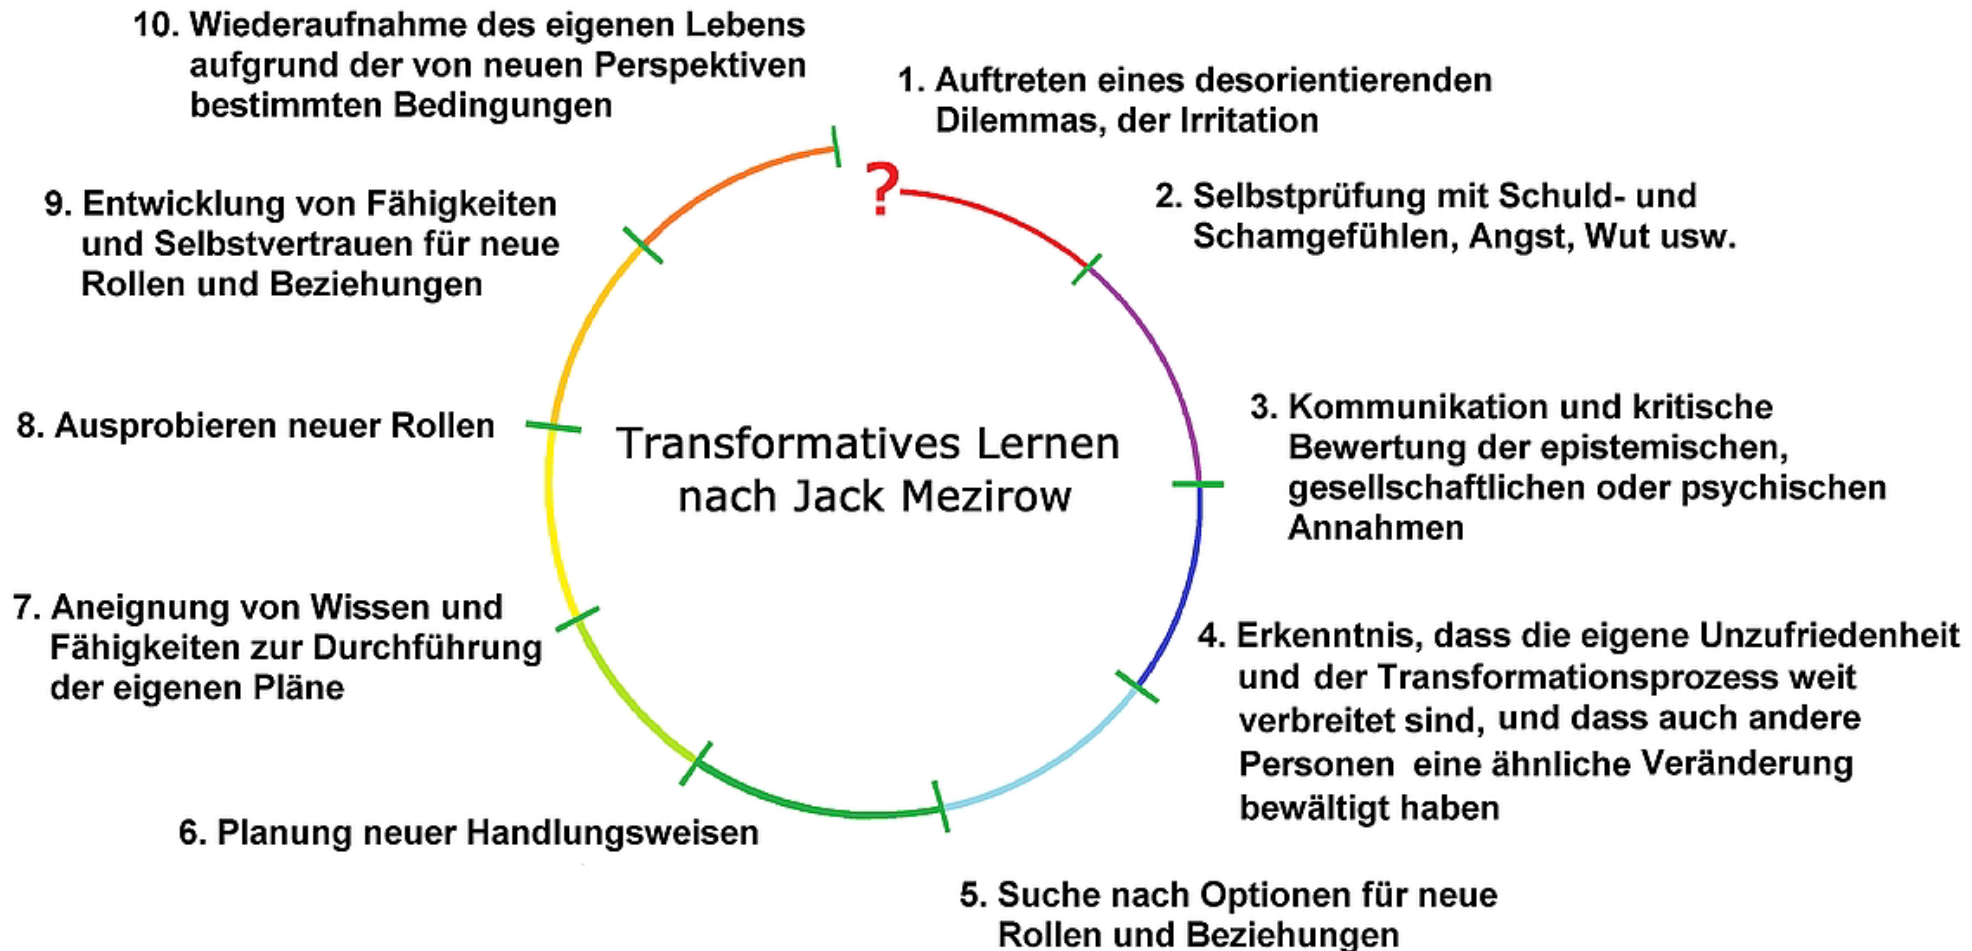 10. Wiederaufnahme des eigenen Lebens
aufgrund der von neuen Perspektiven
bestimmten Bedingungen
1. Auftreten eines desorientierenden
Dilemmas, der Irritation
?
2. Selbstprüfung mit Schuld- und
Schamgefühlen, Angst, Wut usw.
3. Kommunikation und kritische
Bewertung der epistemischen,
gesellschaftlichen oder psychischen
Annahmen
4. Erkenntnis, dass die eigene Unzufriedenheit
und der Transformationsprozess weit
verbreitet sind, und dass auch andere
Personen eine ähnliche Veränderung
bewältigt haben
5. Suche nach Optionen für neue
Rollen und Beziehungen
6. Planung neuer Handlungsweisen
7. Aneignung von Wissen und
Fähigkeiten zur Durchführung
der eigenen Pläne
8. Ausprobieren neuer Rollen
9. Entwicklung von Fähigkeiten
und Selbstvertrauen für neue
Rollen und Beziehungen
Transformatives Lernen
nach Jack Mezirow